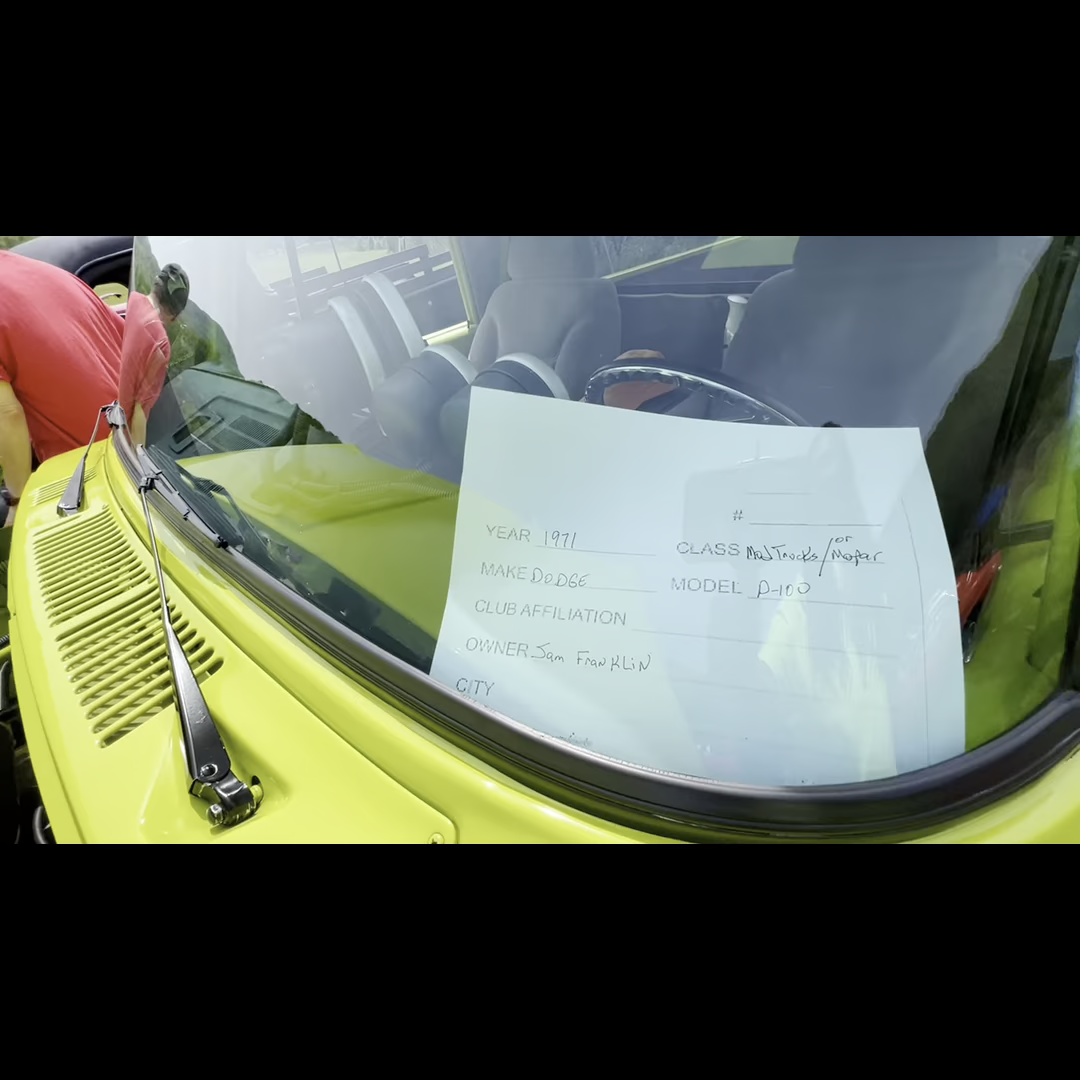 #
YEAR 1971
CLASS Mod Trucks/or Mopar
MAKE DODGE
MODEL D-100
CLUB AFFILIATION
OWNER Sam FranKLiN
CITY